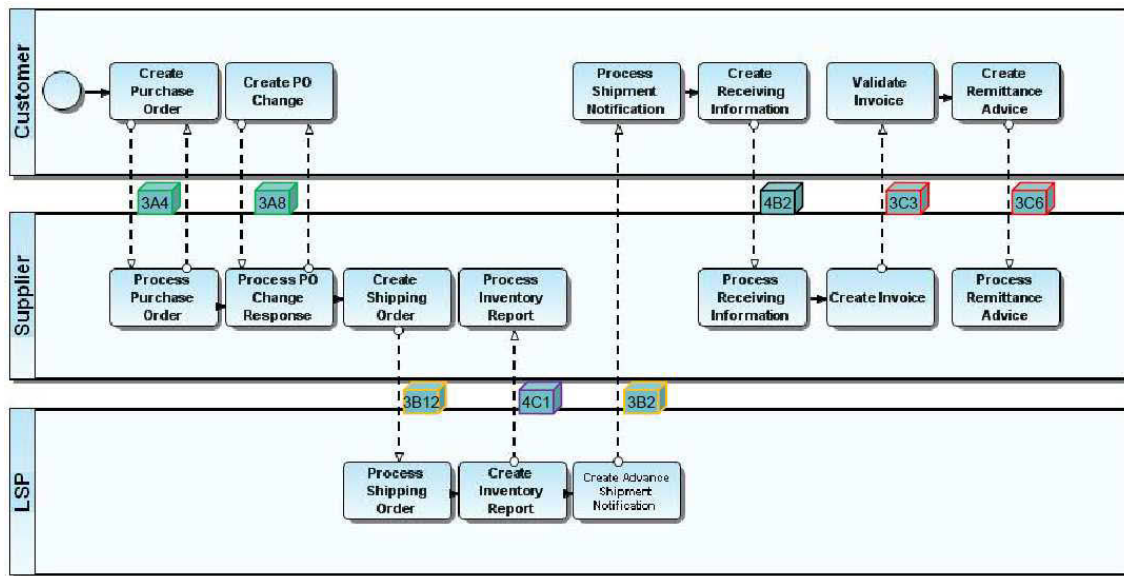 Customer
Create
Purchase
Order
Create PO
Change
Process
Shipment
Notification
Create
Receiving
Information
Validate
Invoice
Create
Remittance
Advice
3A4
3A8
4B2
3C3
3C6
Supplier
Process
Purchase
Order
Process PO
Change
Response
Create
Shipping
Order
Process
Inventory
Report
Process
Receiving
Information
Create Invoice
Process
Remittance
Advice
3B12
4C1
3B2
LSP
Process
Shipping
Order
Create
Inventory
Report
Create Advance
Shipment
Notification